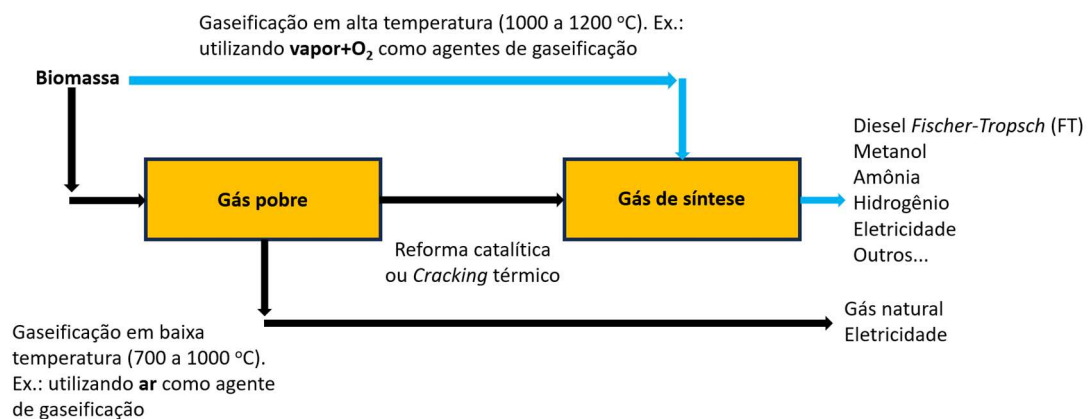 Gaseificação em alta temperatura (1000 a 1200 °C). Ex.:
utilizando vapor+O₂ como agentes de gaseificação
Biomassa
Gás pobre
Gás de síntese
Reforma catalítica
ou Cracking térmico
Diesel Fischer-Tropsch (FT)
Metanol
Amônia
Hidrogênio
Eletricidade
Outros...
Gás natural
Eletricidade
Gaseificação em baixa
temperatura (700 a 1000 °C).
Ex.: utilizando ar como agente
de gaseificação